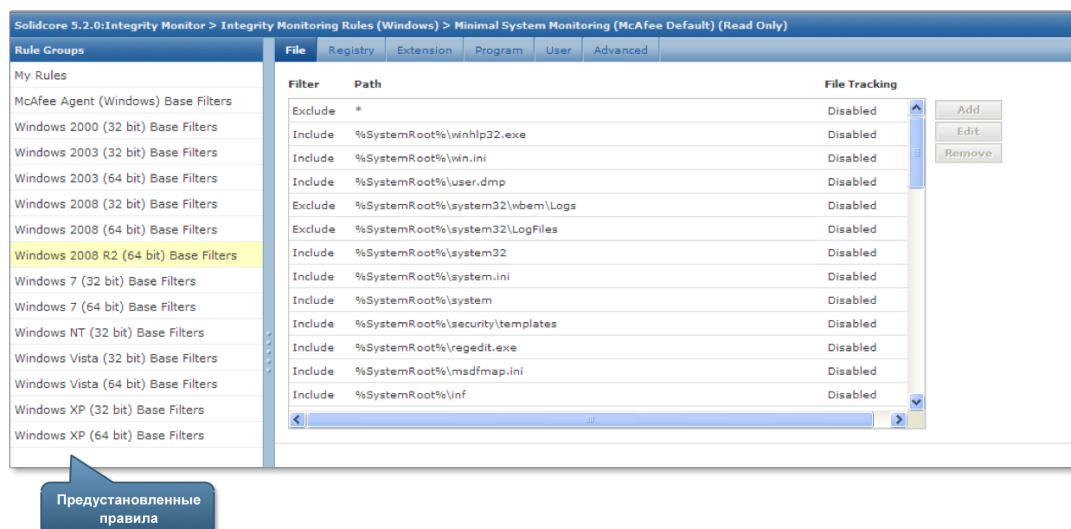 Solidcore 5.2.0:Integrity Monitor > Integrity Monitoring Rules (Windows) > Minimal System Monitoring (McAfee Default) (Read Only)
Rule Groups
My Rules
McAfee Agent (Windows) Base Filters
Windows 2000 (32 bit) Base Filters
Windows 2003 (32 bit) Base Filters
Windows 2003 (64 bit) Base Filters
Windows 2008 (32 bit) Base Filters
Windows 2008 (64 bit) Base Filters
Windows 2008 R2 (64 bit) Base Filters
Windows 7 (32 bit) Base Filters
Windows 7 (64 bit) Base Filters
Windows NT (32 bit) Base Filters
Windows Vista (32 bit) Base Filters
Windows Vista (64 bit) Base Filters
Windows XP (32 bit) Base Filters
Windows XP (64 bit) Base Filters
File Registry Extension Program User Advanced
Filter Path File Tracking
Exclude * Disabled
Include %SystemRoot%\winhlp32.exe Disabled
Include %SystemRoot%\win.ini Disabled
Include %SystemRoot%\user.dmp Disabled
Exclude %SystemRoot%\system32\wbem\Logs Disabled
Exclude %SystemRoot%\system32\LogFiles Disabled
Include %SystemRoot%\system32 Disabled
Include %SystemRoot%\system.ini Disabled
Include %SystemRoot%\system Disabled
Include %SystemRoot%\security\templates Disabled
Include %SystemRoot%\regedit.exe Disabled
Include %SystemRoot%\msdfmap.ini Disabled
Include %SystemRoot%\inf Disabled
Add
Edit
Remove
Предустановленные
правила